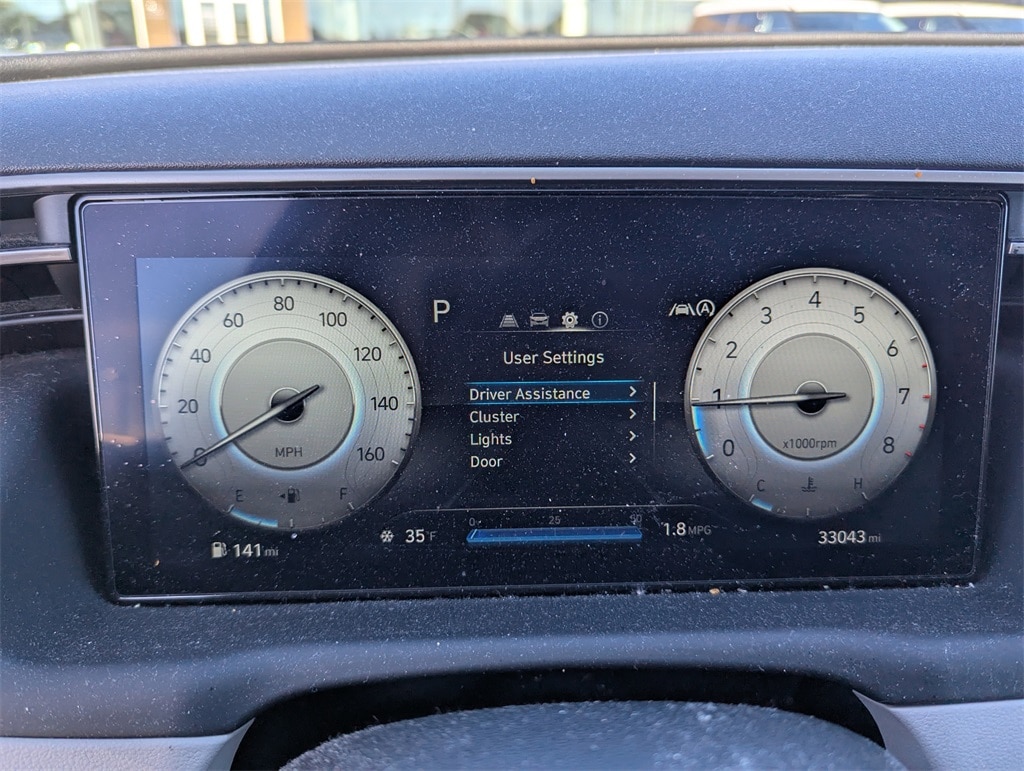 80
60 100
40 120
20 140
0 160
MPH
E F
141 mi
P
User Settings
Driver Assistance
Cluster
Lights
Door
35°F
0 25 50
1.8 MPG
A
4
3 5
2 6
1 7
0 8
x1000rpm
C H
33043 mi